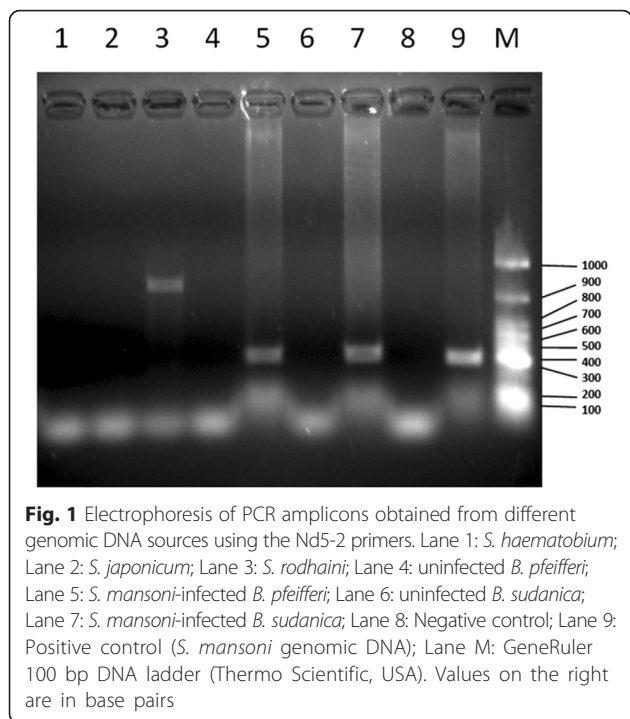 1 2 3 4 5 6 7 8 9 M
1000
900
800
700
600
500
400
300
200
100
Fig. 1 Electrophoresis of PCR amplicons obtained from different
genomic DNA sources using the Nd5-2 primers. Lane 1: S. haematobium;
Lane 2: S. japonicum; Lane 3: S. rodhaini; Lane 4: uninfected B. pfeifferi;
Lane 5: S. mansoni-infected B. pfeifferi; Lane 6: uninfected B. sudanica;
Lane 7: S. mansoni-infected B. sudanica; Lane 8: Negative control; Lane 9:
Positive control (S. mansoni genomic DNA); Lane M: GeneRuler
100 bp DNA ladder (Thermo Scientific, USA). Values on the right
are in base pairs